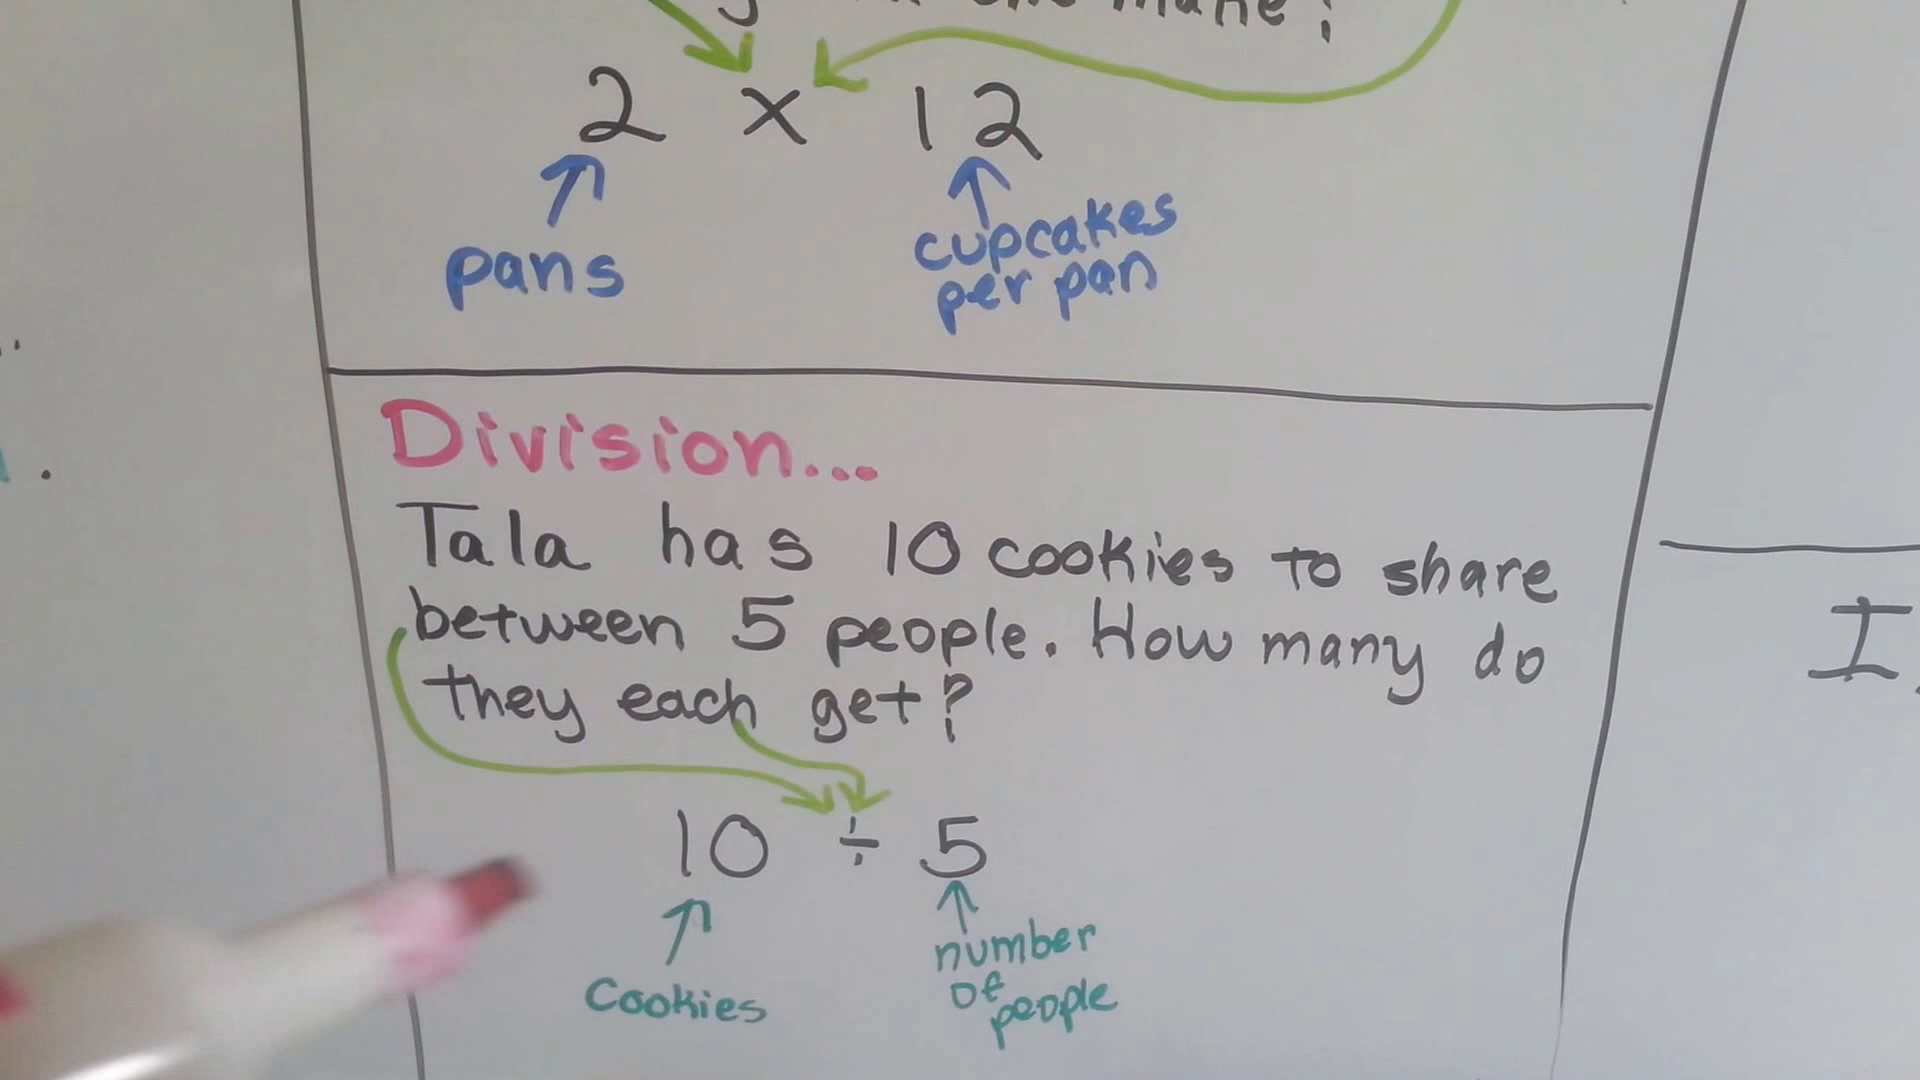 2 × 12
pans
cupcakes
per pan
Division...
Tala has 10 cookies to share
between 5 people. How many do
they each get?
10 ÷ 5
Cookies
number
of
people
I